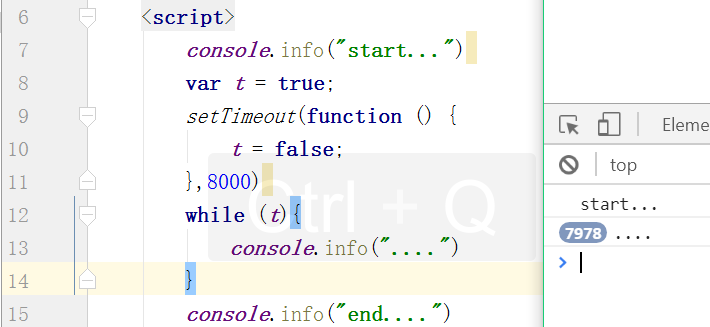 6 <script>
7 console.info("start...")
8 var t = true;
9 setTimeout(function () {
10 t = false;
11 },8000)
12 while (t){
13 console.info("....")
14 }
15 console.info("end....")
Ctrl + Q
Eleme
top
start...
7978 ....
>